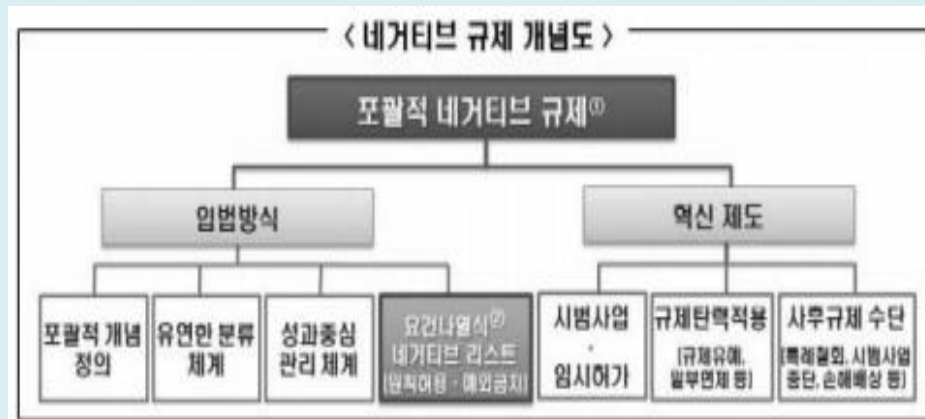 < 네거티브 규제 개념도 >
포괄적 네거티브 규제①
입법방식
혁신 제도
포괄적 개념
정의
유연한 분류
체계
성과중심
관리 체계
요건나열식②
네거티브 리스트
(원칙허용·예외금지)
시범사업
·
임시허가
규제탄력적용
(규제유예,
일부면제 등)
사후규제 수단
(특례철회, 시범사업
중단, 손해배상 등)